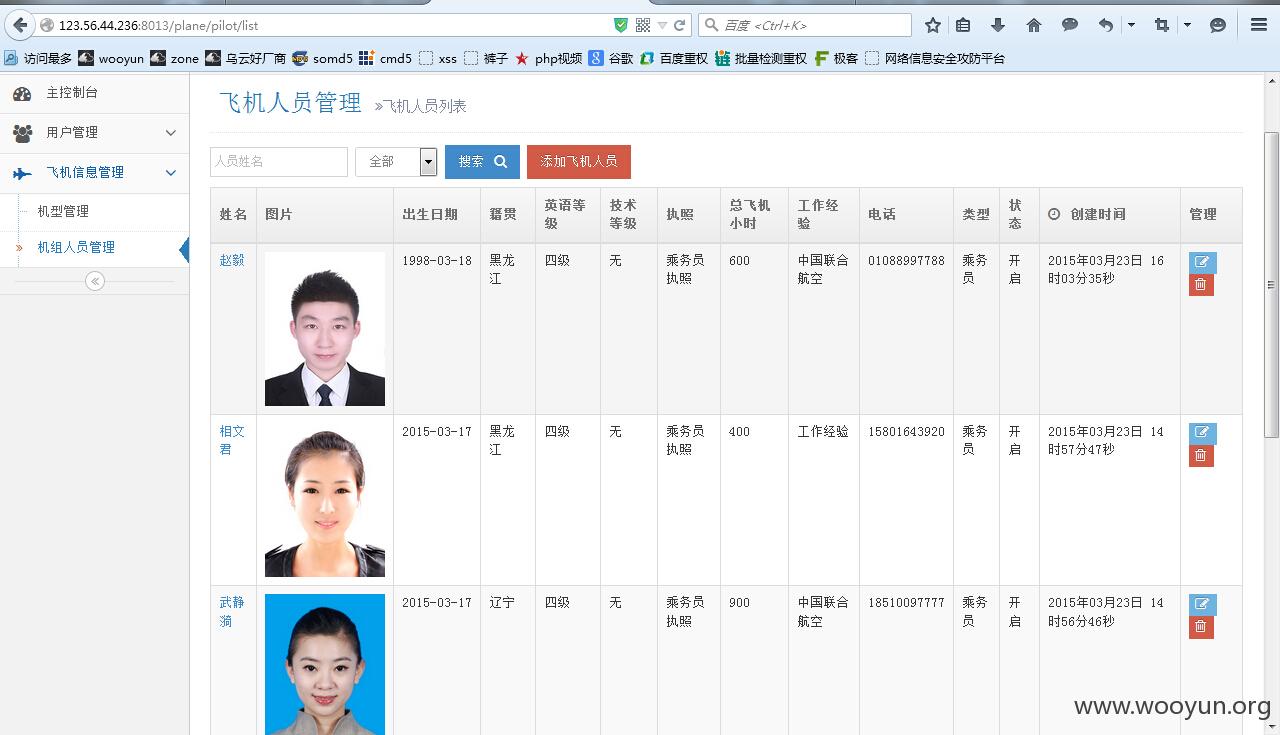 123.56.44.236:8013/plane/pilot/list
百度 <Ctrl+K>
访问最多 wooyun zone 乌云好厂商 somd5 cmd5 xss 裤子 php视频 谷歌 百度重权 批量检测重权 极客 网络信息安全攻防平台
主控制台
用户管理
飞机信息管理
机型管理
机组人员管理
飞机人员管理 »飞机人员列表
人员姓名 全部 搜索 添加飞机人员
姓名 图片 出生日期 籍贯 英语等级 技术等级 执照 总飞机小时 工作经验 电话 类型 状态 创建时间 管理
赵毅 1998-03-18 黑龙江 四级 无 乘务员执照 600 中国联合航空 01088997788 乘务员 开启 2015年03月23日 16时03分35秒
相文君 2015-03-17 黑龙江 四级 无 乘务员执照 400 工作经验 15801643920 乘务员 开启 2015年03月23日 14时57分47秒
武静漪 2015-03-17 辽宁 四级 无 乘务员执照 900 中国联合航空 18510097777 乘务员 开启 2015年03月23日 14时56分46秒
www.wooyun.org